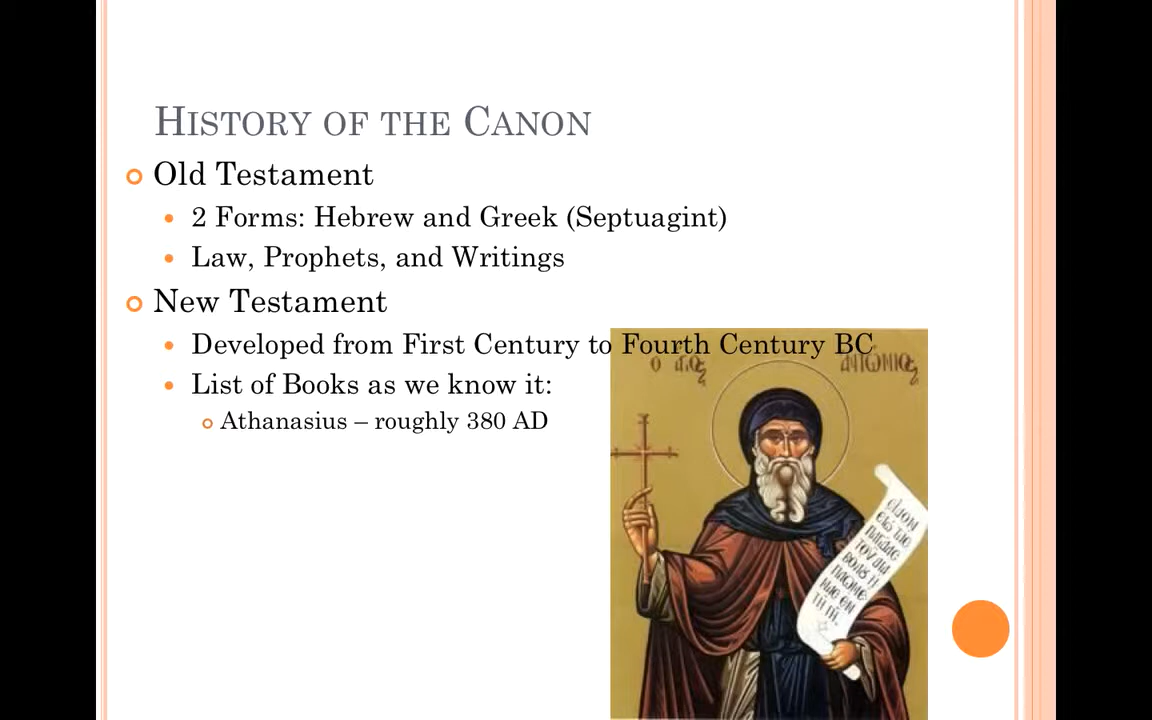 HISTORY OF THE CANON
Old Testament
2 Forms: Hebrew and Greek (Septuagint)
Law, Prophets, and Writings
New Testament
Developed from First Century to Fourth Century BC
List of Books as we know it:
Athanasius – roughly 380 AD